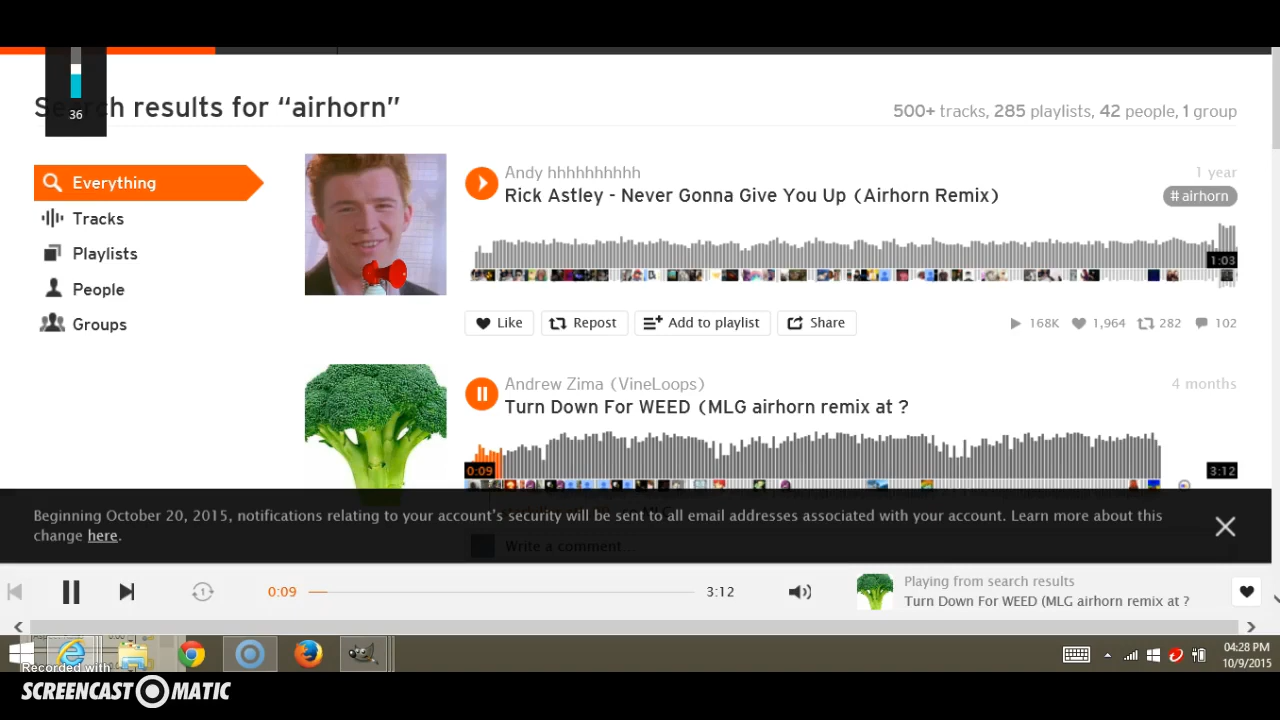 36
Search results for “airhorn”
500+ tracks, 285 playlists, 42 people, 1 group
Everything
Tracks
Playlists
People
Groups
Andy hhhhhhhhhh
1 year
Rick Astley - Never Gonna Give You Up (Airhorn Remix)
# airhorn
1:03
Like
Repost
Add to playlist
Share
168K
1,964
282
102
Andrew Zima (VineLoops)
4 months
Turn Down For WEED (MLG airhorn remix at ?
0:09
3:12
Beginning October 20, 2015, notifications relating to your account's security will be sent to all email addresses associated with your account. Learn more about this
change here.
Write a comment...
1
0:09
3:12
Playing from search results
Turn Down For WEED (MLG airhorn remix at ?
04:28 PM
10/9/2015
Recorded with
SCREENCAST O MATIC